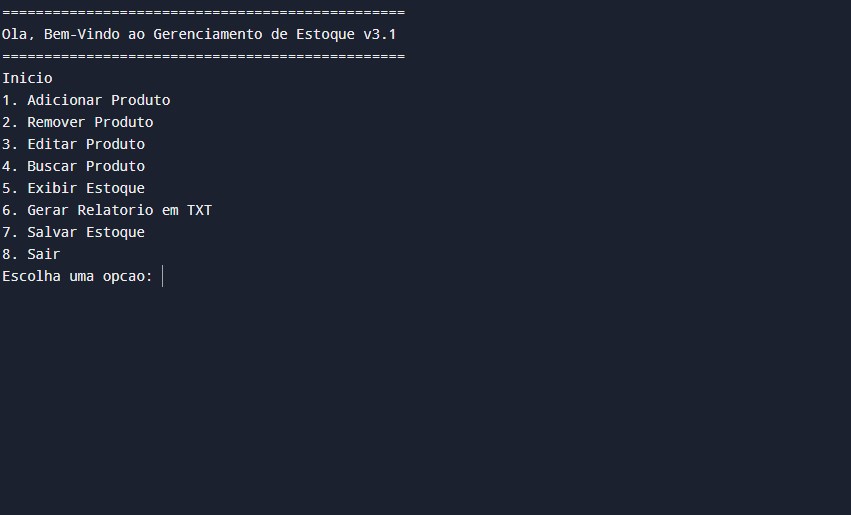 ================================================
Ola, Bem-Vindo ao Gerenciamento de Estoque v3.1
================================================
Inicio
1. Adicionar Produto
2. Remover Produto
3. Editar Produto
4. Buscar Produto
5. Exibir Estoque
6. Gerar Relatorio em TXT
7. Salvar Estoque
8. Sair
Escolha uma opcao: